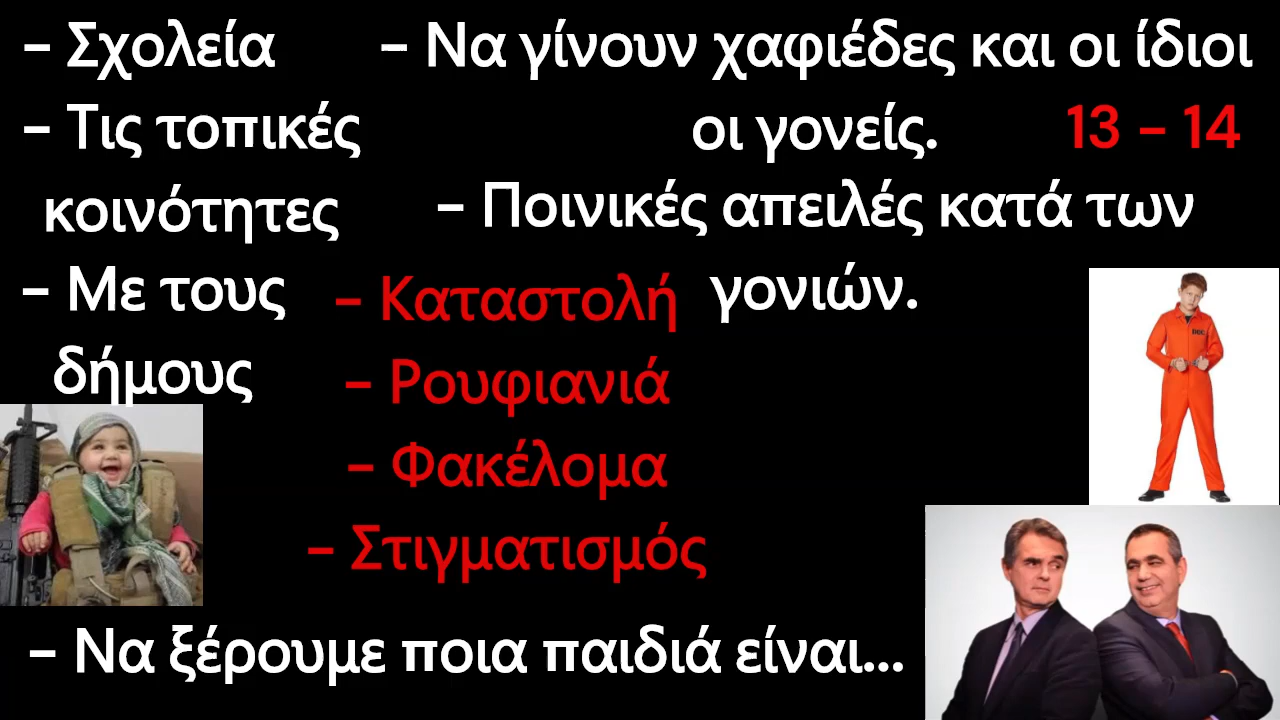 – Σχολεία
– Τις τοπικές
κοινότητες
– Με τους
δήμους
– Να γίνουν χαφιέδες και οι ίδιοι
οι γονείς.
13 – 14
– Ποινικές απειλές κατά των
γονιών.
– Καταστολή
– Ρουφιανιά
– Φακέλομα
– Στιγματισμός
– Να ξέρουμε ποια παιδιά είναι...